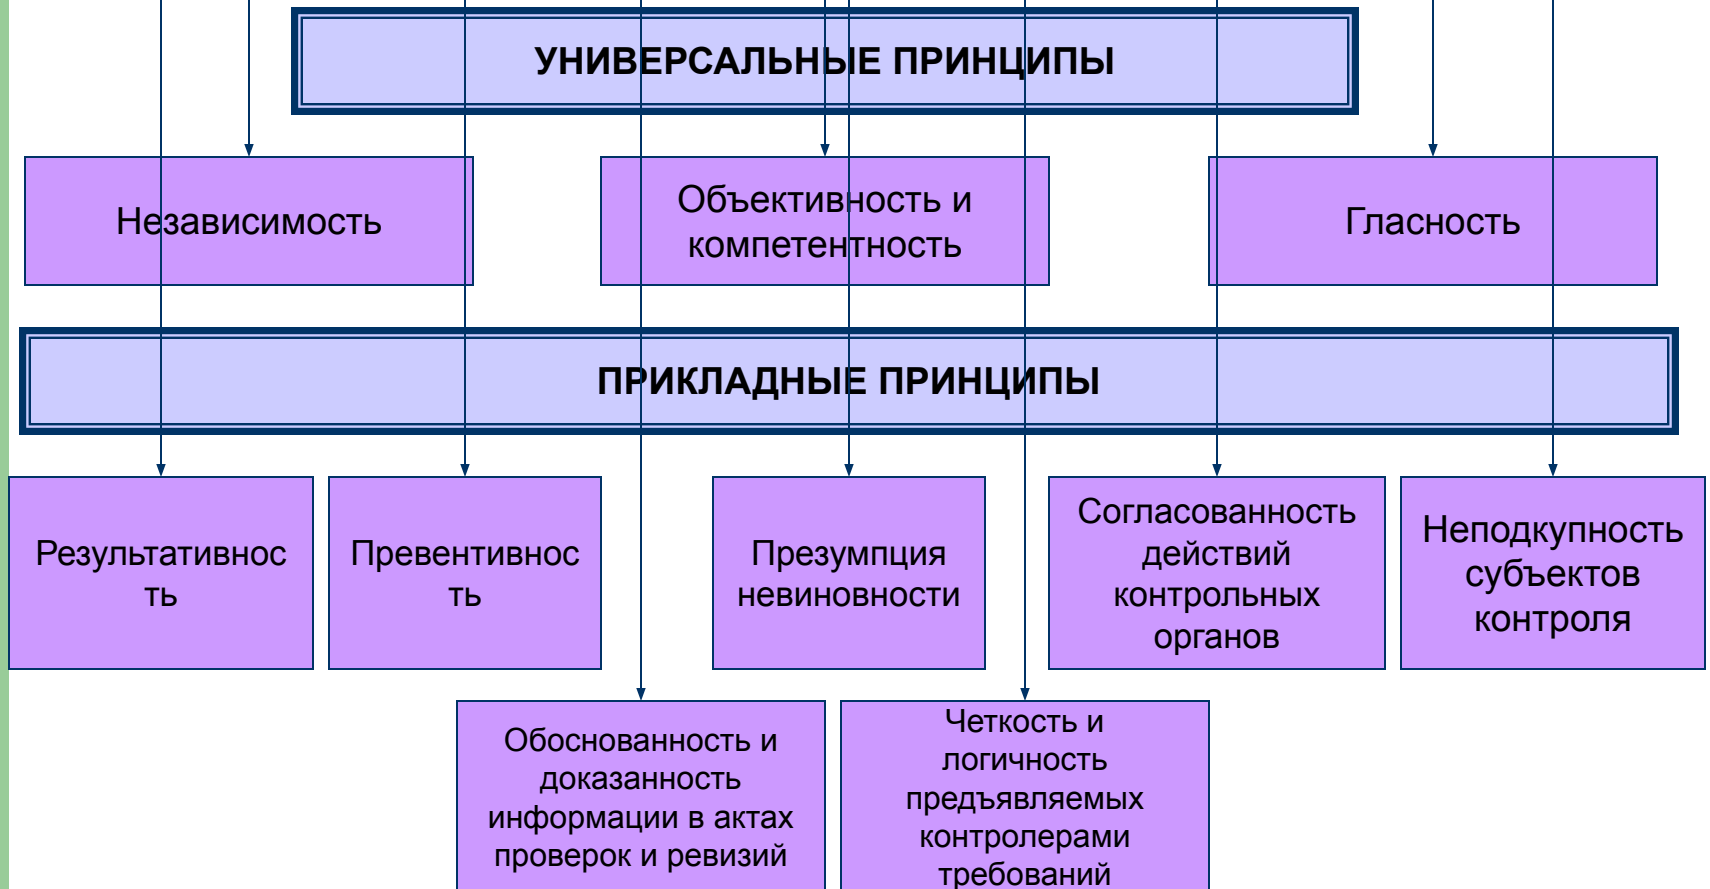 УНИВЕРСАЛЬНЫЕ ПРИНЦИПЫ
Независимость
Объективность и
компетентность
Гласность
ПРИКЛАДНЫЕ ПРИНЦИПЫ
Результативнос
ть
Превентивнос
ть
Презумпция
невиновности
Согласованность
действий
контрольных
органов
Неподкупность
субъектов
контроля
Обоснованность и
доказанность
информации в актах
проверок и ревизий
Четкость и
логичность
предъявляемых
контролерами
требований